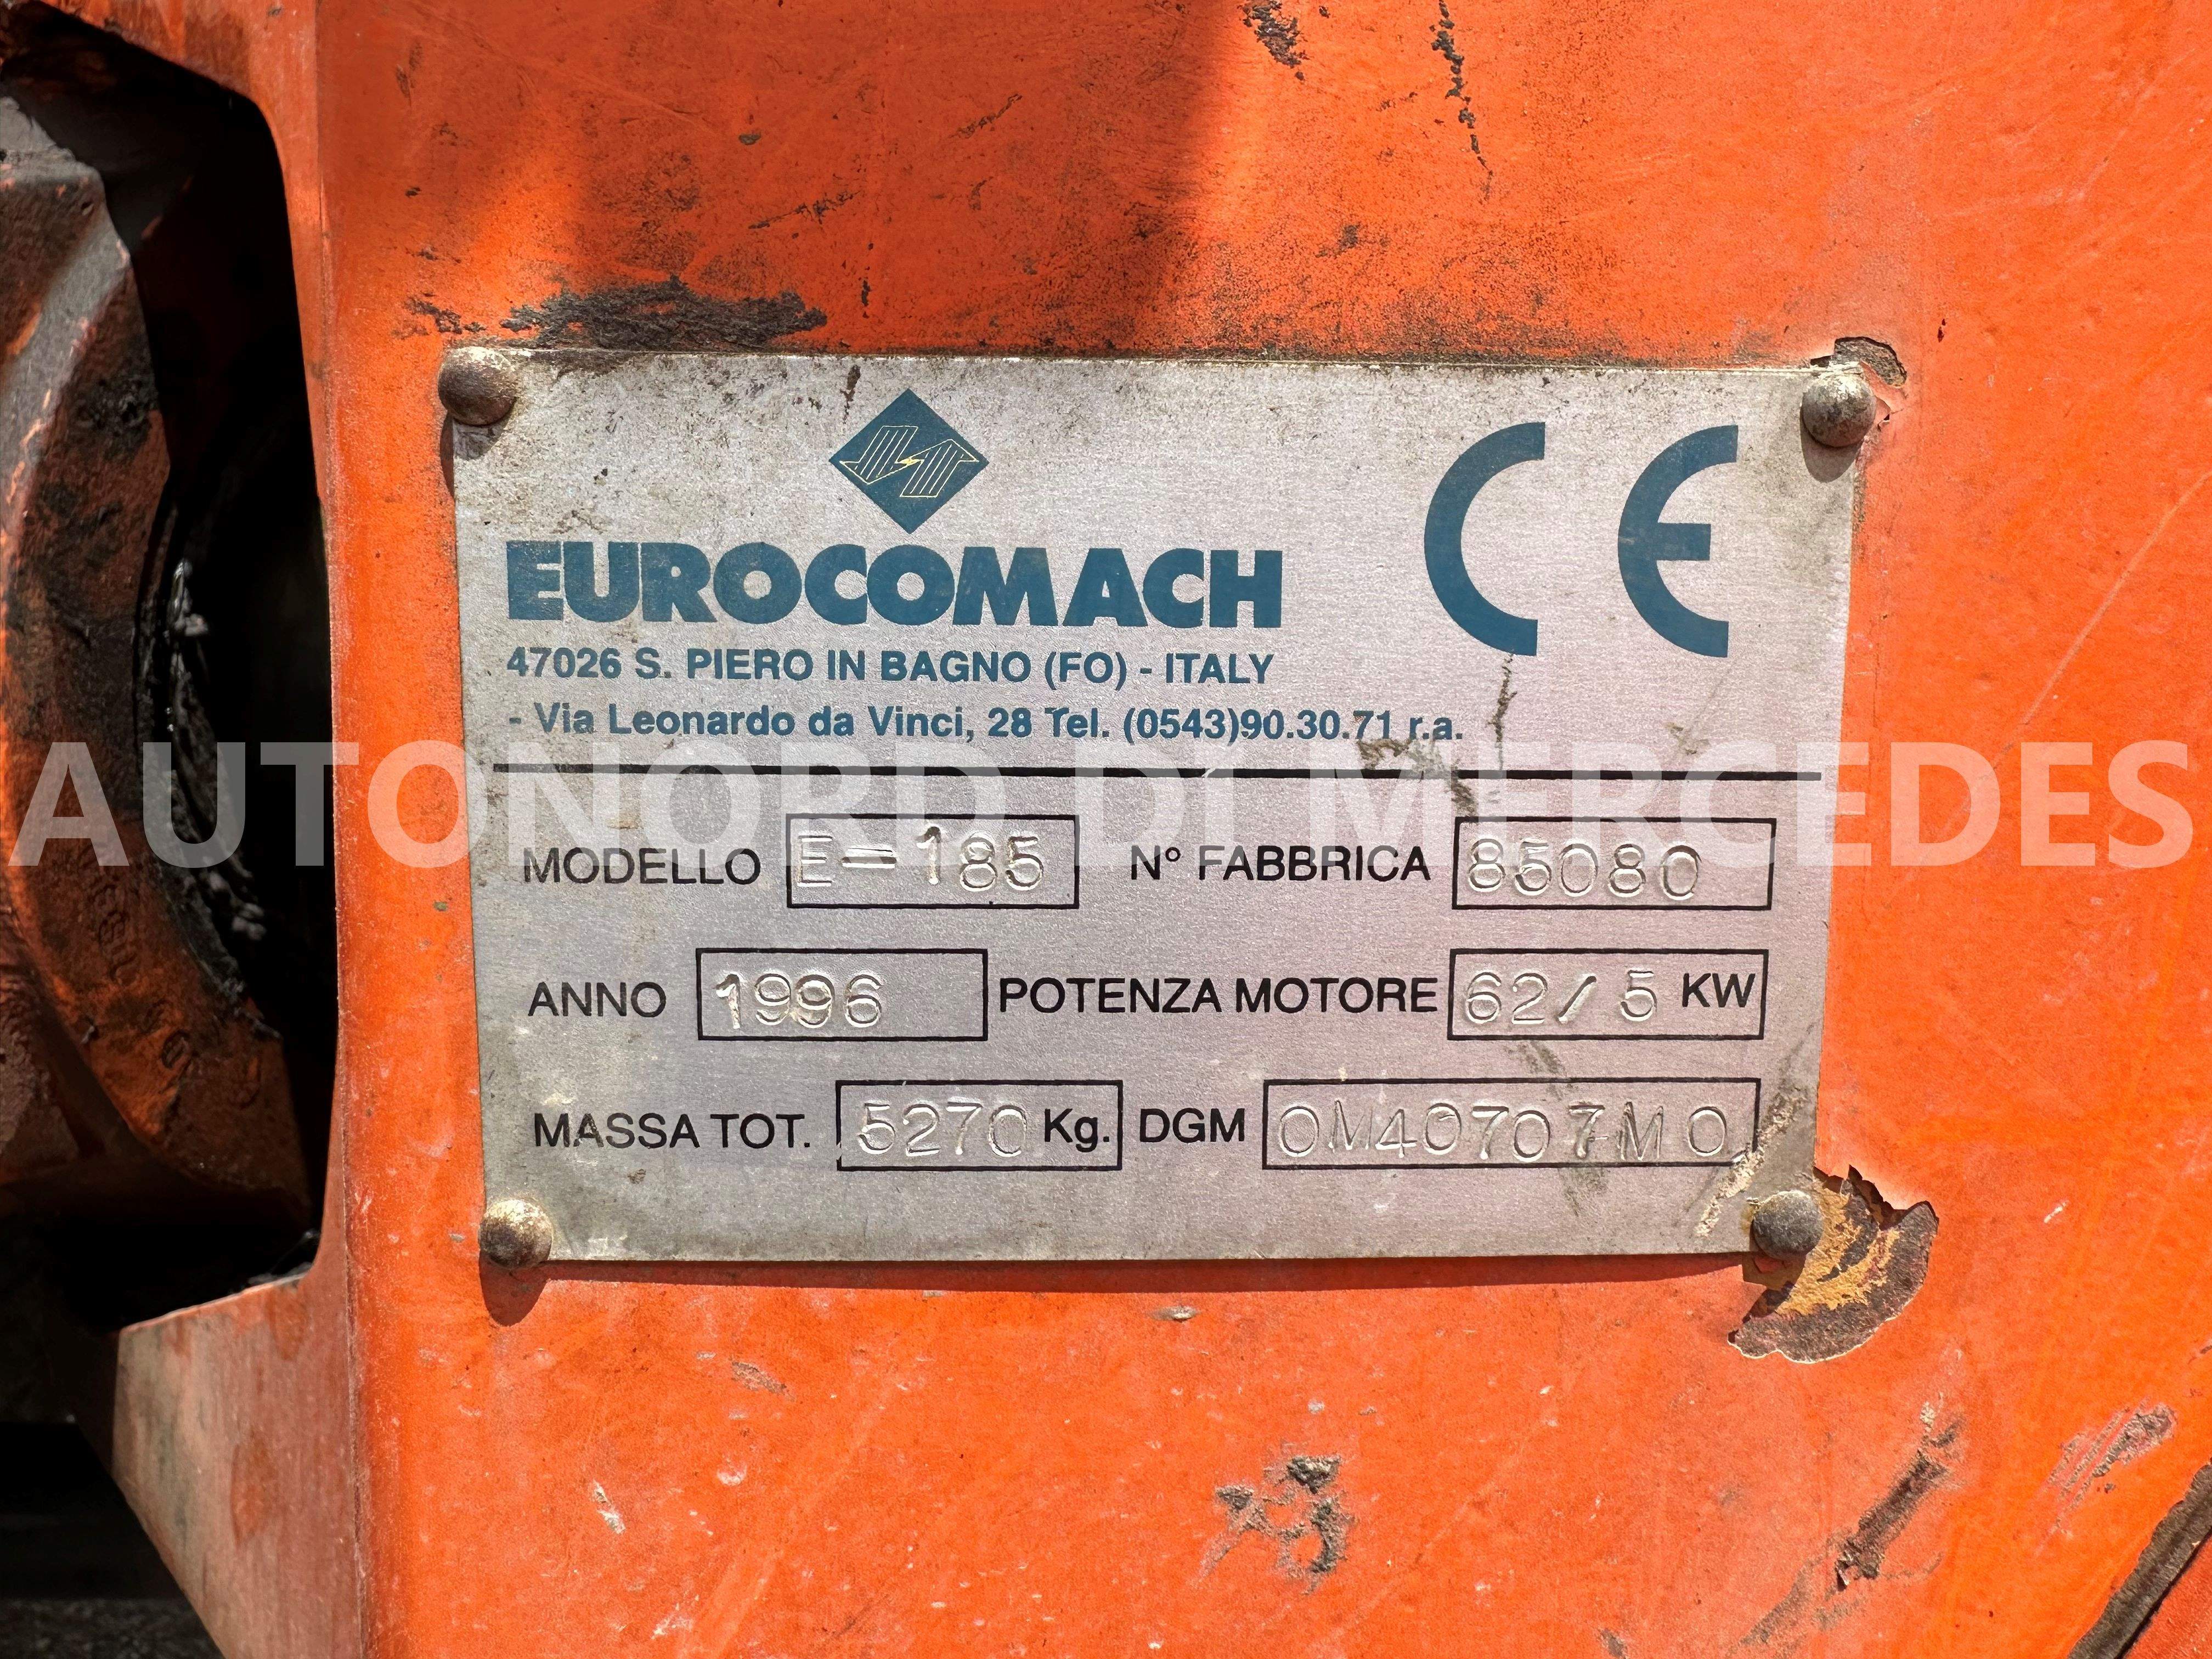 CE
EUROCOMACH
47026 S. PIERO IN BAGNO (FO) - ITALY
- Via Leonardo da Vinci, 28 Tel. (0543)90.30.71 r.a.
AUTONORD DI MERCEDES
MODELLO E-185 N° FABBRICA 85080
ANNO 1996 POTENZA MOTORE 62/5 KW
MASSA TOT. 5270 Kg. DGM OM40707MO